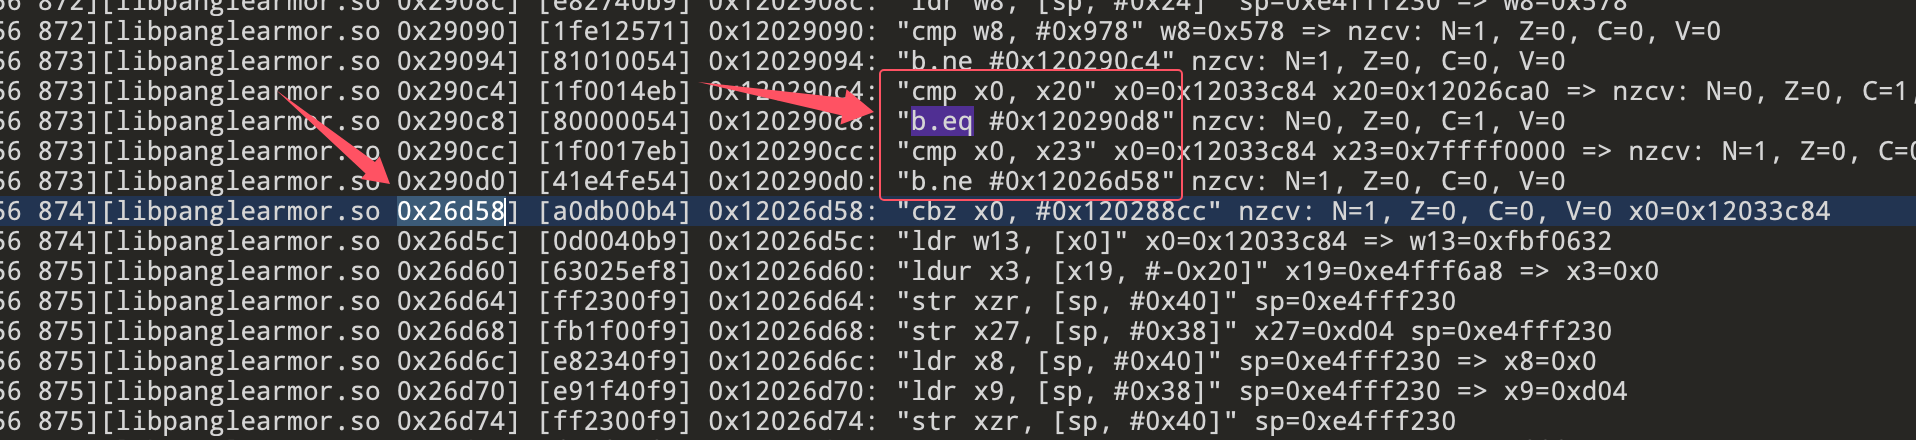 56 872][libpanglearmor.so 0x2908c] [e82740b9] 0x1202908c: "ldr w8, [sp, #0x24]" sp=0xe4fff230 => w8=0x578
56 872][libpanglearmor.so 0x29090] [1fe12571] 0x12029090: "cmp w8, #0x978" w8=0x578 => nzcv: N=1, Z=0, C=0, V=0
56 873][libpanglearmor.so 0x29094] [81010054] 0x12029094: "b.ne #0x120290c4" nzcv: N=1, Z=0, C=0, V=0
56 873][libpanglearmor.so 0x290c4] [1f0014eb] 0x120290c4: "cmp x0, x20" x0=0x12033c84 x20=0x12026ca0 => nzcv: N=0, Z=0, C=1,
56 873][libpanglearmor.so 0x290c8] [80000054] 0x120290c8: "b.eq #0x120290d8" nzcv: N=0, Z=0, C=1, V=0
56 873][libpanglearmor.so 0x290cc] [1f0017eb] 0x120290cc: "cmp x0, x23" x0=0x12033c84 x23=0x7ffff0000 => nzcv: N=1, Z=0, C=0
56 873][libpanglearmor.so 0x290d0] [41e4fe54] 0x120290d0: "b.ne #0x12026d58" nzcv: N=1, Z=0, C=0, V=0
56 874][libpanglearmor.so 0x26d58] [a0db00b4] 0x12026d58: "cbz x0, #0x120288cc" nzcv: N=1, Z=0, C=0, V=0 x0=0x12033c84
56 874][libpanglearmor.so 0x26d5c] [0d0040b9] 0x12026d5c: "ldr w13, [x0]" x0=0x12033c84 => w13=0xfbf0632
56 875][libpanglearmor.so 0x26d60] [63025ef8] 0x12026d60: "ldur x3, [x19, #-0x20]" x19=0xe4fff6a8 => x3=0x0
56 875][libpanglearmor.so 0x26d64] [ff2300f9] 0x12026d64: "str xzr, [sp, #0x40]" sp=0xe4fff230
56 875][libpanglearmor.so 0x26d68] [fb1f00f9] 0x12026d68: "str x27, [sp, #0x38]" x27=0xd04 sp=0xe4fff230
56 875][libpanglearmor.so 0x26d6c] [e82340f9] 0x12026d6c: "ldr x8, [sp, #0x40]" sp=0xe4fff230 => x8=0x0
56 875][libpanglearmor.so 0x26d70] [e91f40f9] 0x12026d70: "ldr x9, [sp, #0x38]" sp=0xe4fff230 => x9=0xd04
56 875][libpanglearmor.so 0x26d74] [ff2300f9] 0x12026d74: "str xzr, [sp, #0x40]" sp=0xe4fff230